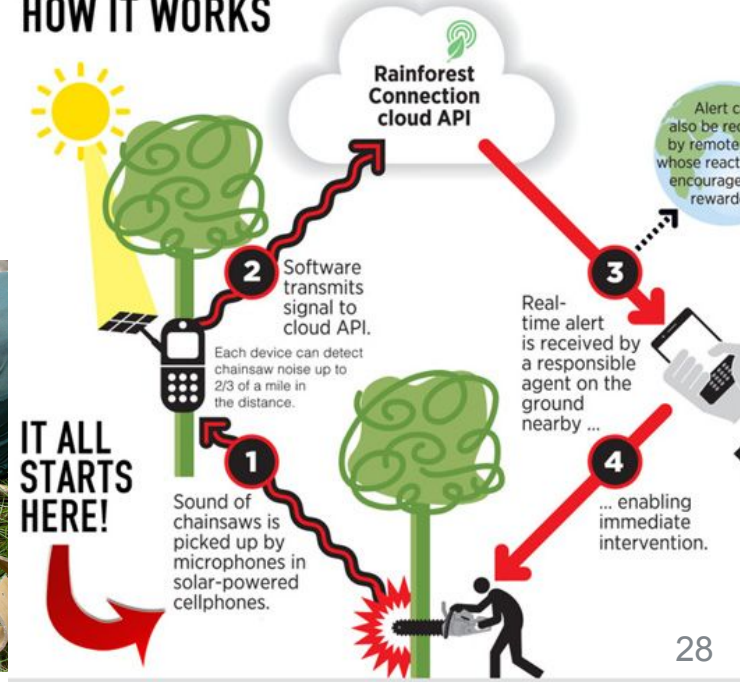 HOW IT WORKS
Rainforest
Connection
cloud API
Alert
also be
by remote
whose
encourage
2
Software
transmits
signal to
cloud API.
Each device can detect
chainsaw noise up to
2/3 of a mile in
the distance.
3
Real-
time alert
is received by
a responsible
agent on the
ground
nearby ...
IT ALL
STARTS
HERE!
1
Sound of
chainsaws is
picked up by
microphones in
solar-powered
cellphones.
4
... enabling
immediate
intervention.
28